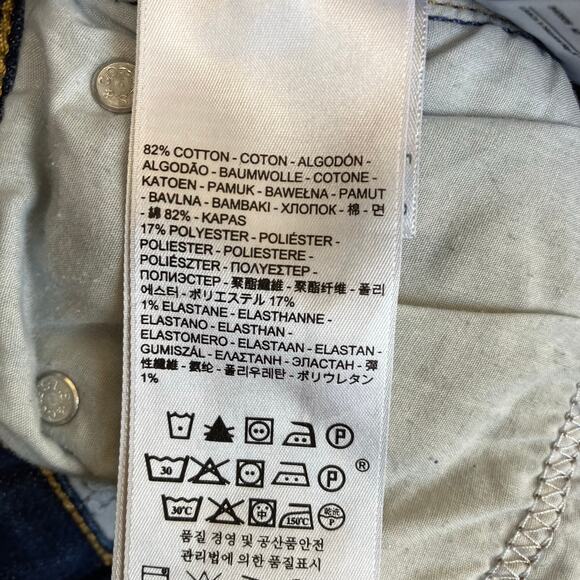 82% COTTON - COTON - ALGODÓN -
ALGODÃO - BAUMWOLLE - COTONE -
KATOEN - PAMUK - BAWEŁNA - PAMUT
- BAVLNA - BAMBAKI - ХЛОПОК - 棉 - 면
- 綿 82% - KAPAS
17% POLYESTER - POLIÉSTER -
POLIESTER - POLIESTERE -
POLIÉSZTER - ΠΟΛΥΕΣΤΕΡ -
ПОЛИЭСТЕР - 聚酯纖維 - 聚酯纤维 - 폴리
에스터 - ポリエステル 17%
1% ELASTANE - ELASTHANNE -
ELASTANO - ELASTHAN -
ELASTOMERO - ELASTAAN - ELASTAN -
GUMISZÁL - ΕΛΑΣΤΑΝΗ - ЭЛАСТАН - 彈
性纖維 - 氨纶 - 폴리우레탄 - ポリウレタン
1%
P
30 P ®
30℃ 中 150℃ P
품질 경영 및 공산품안전
관리법에 의한 품질표시